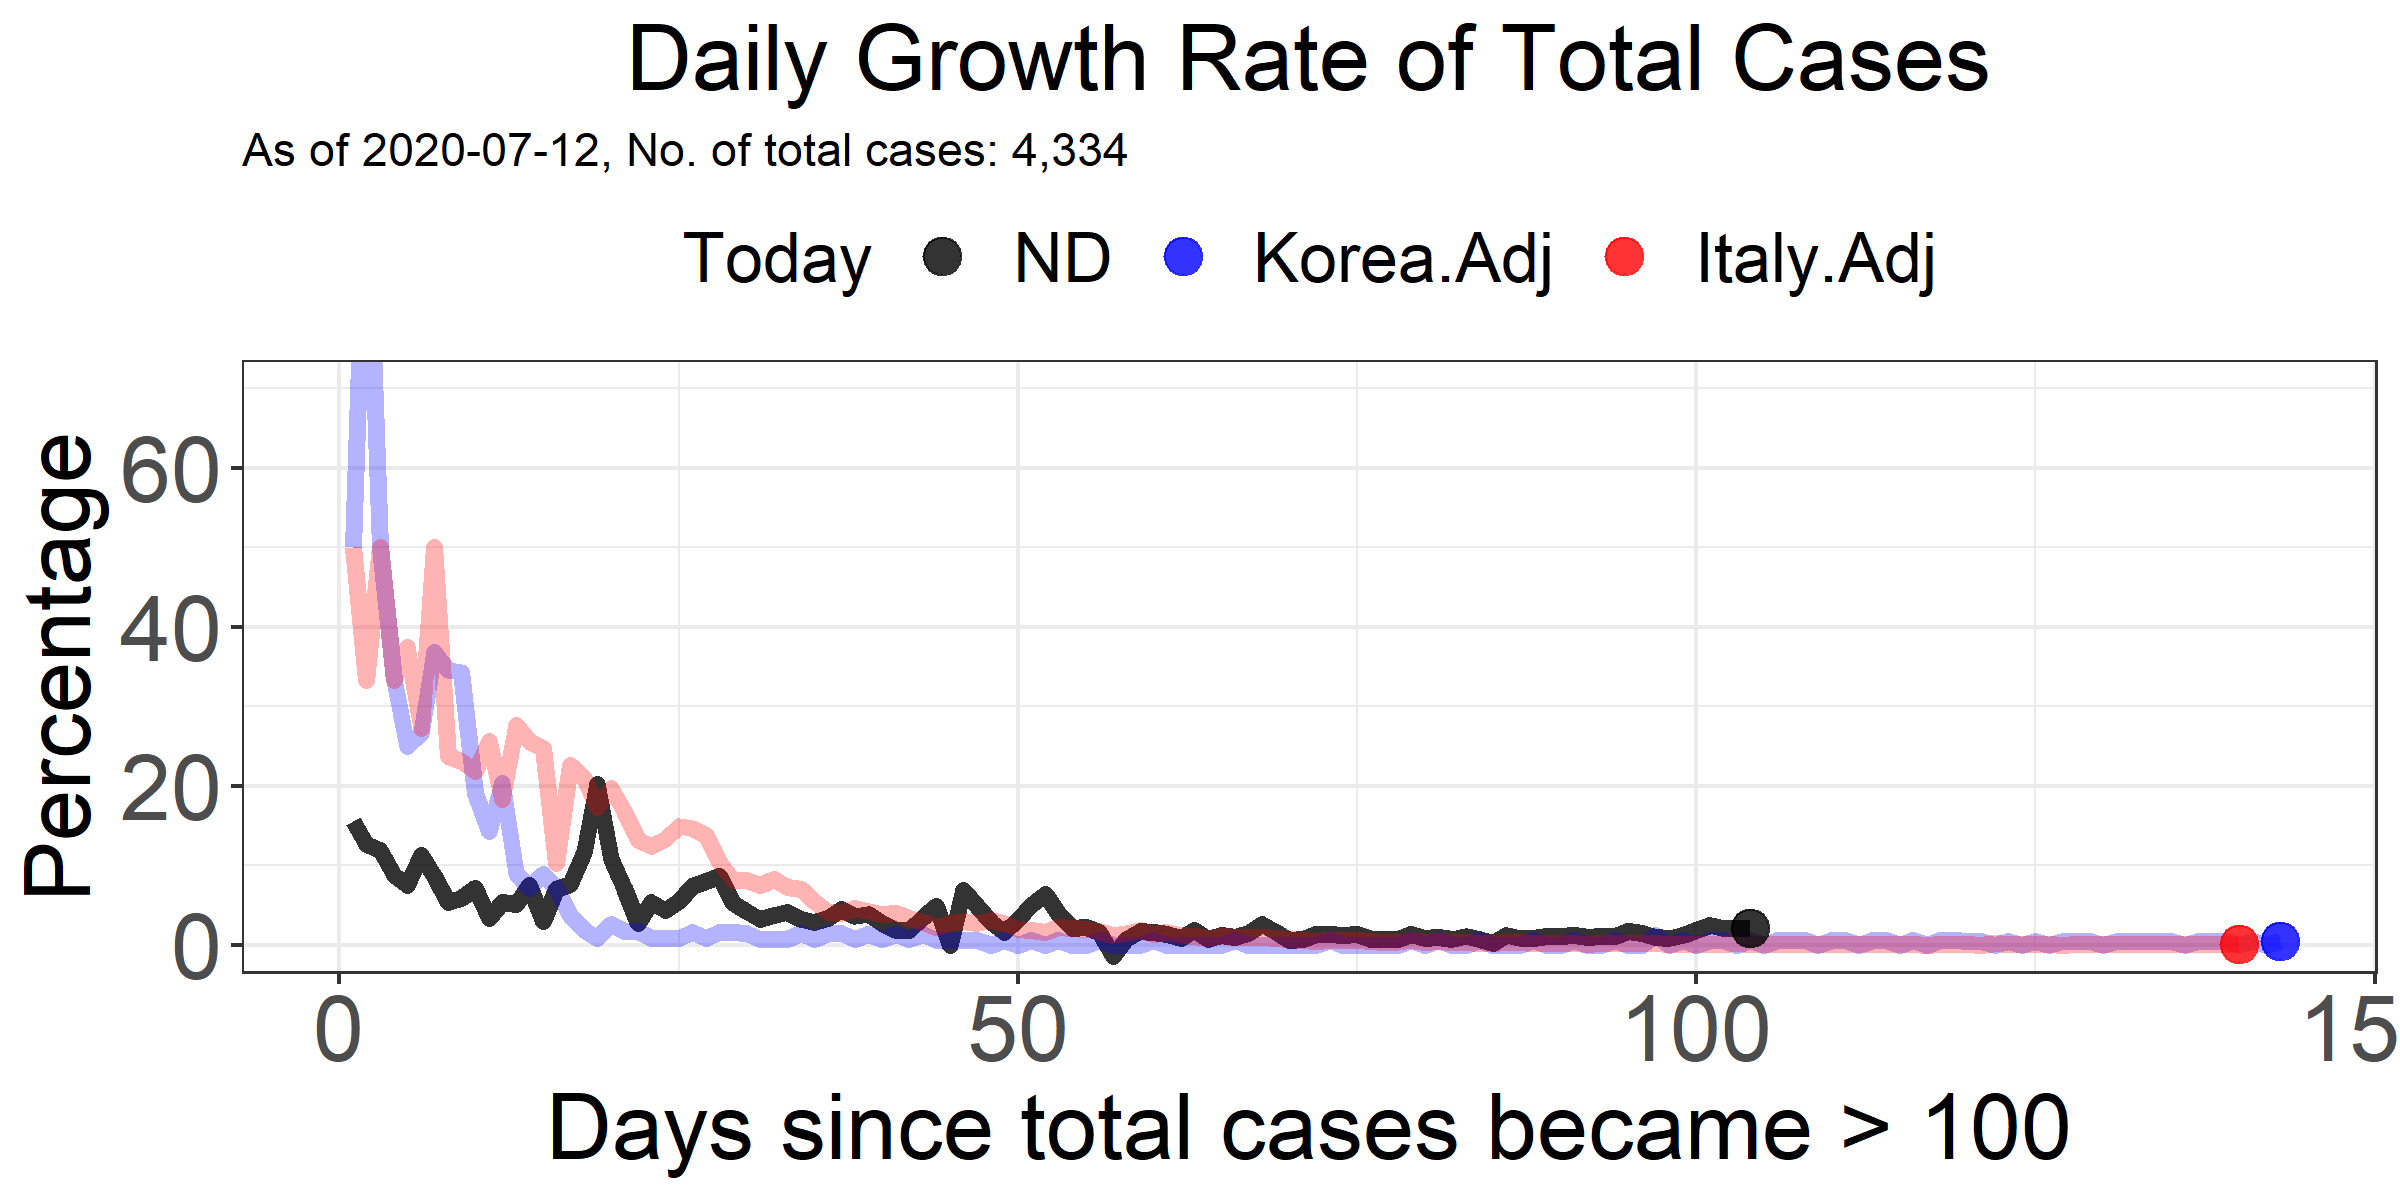 Daily Growth Rate of Total Cases
As of 2020-07-12, No. of total cases: 4,334
Today ND Korea.Adj Italy.Adj
Percentage
60
40
20
0
0 50 100 15
Days since total cases became > 100